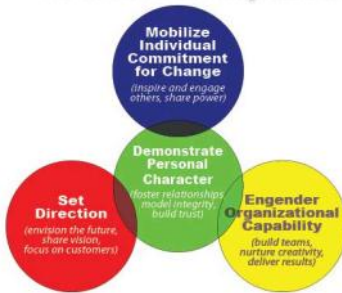 Mobilize
Individual
Commitment
for Change
(inspire and engage
others, share power)
Demonstrate
Personal
Character
(foster relationships
model integrity,
build trust)
Set
Direction
(envision the future,
share vision,
focus on customers)
Engender
Organizational
Capability
(build teams,
nurture creativity,
deliver results)